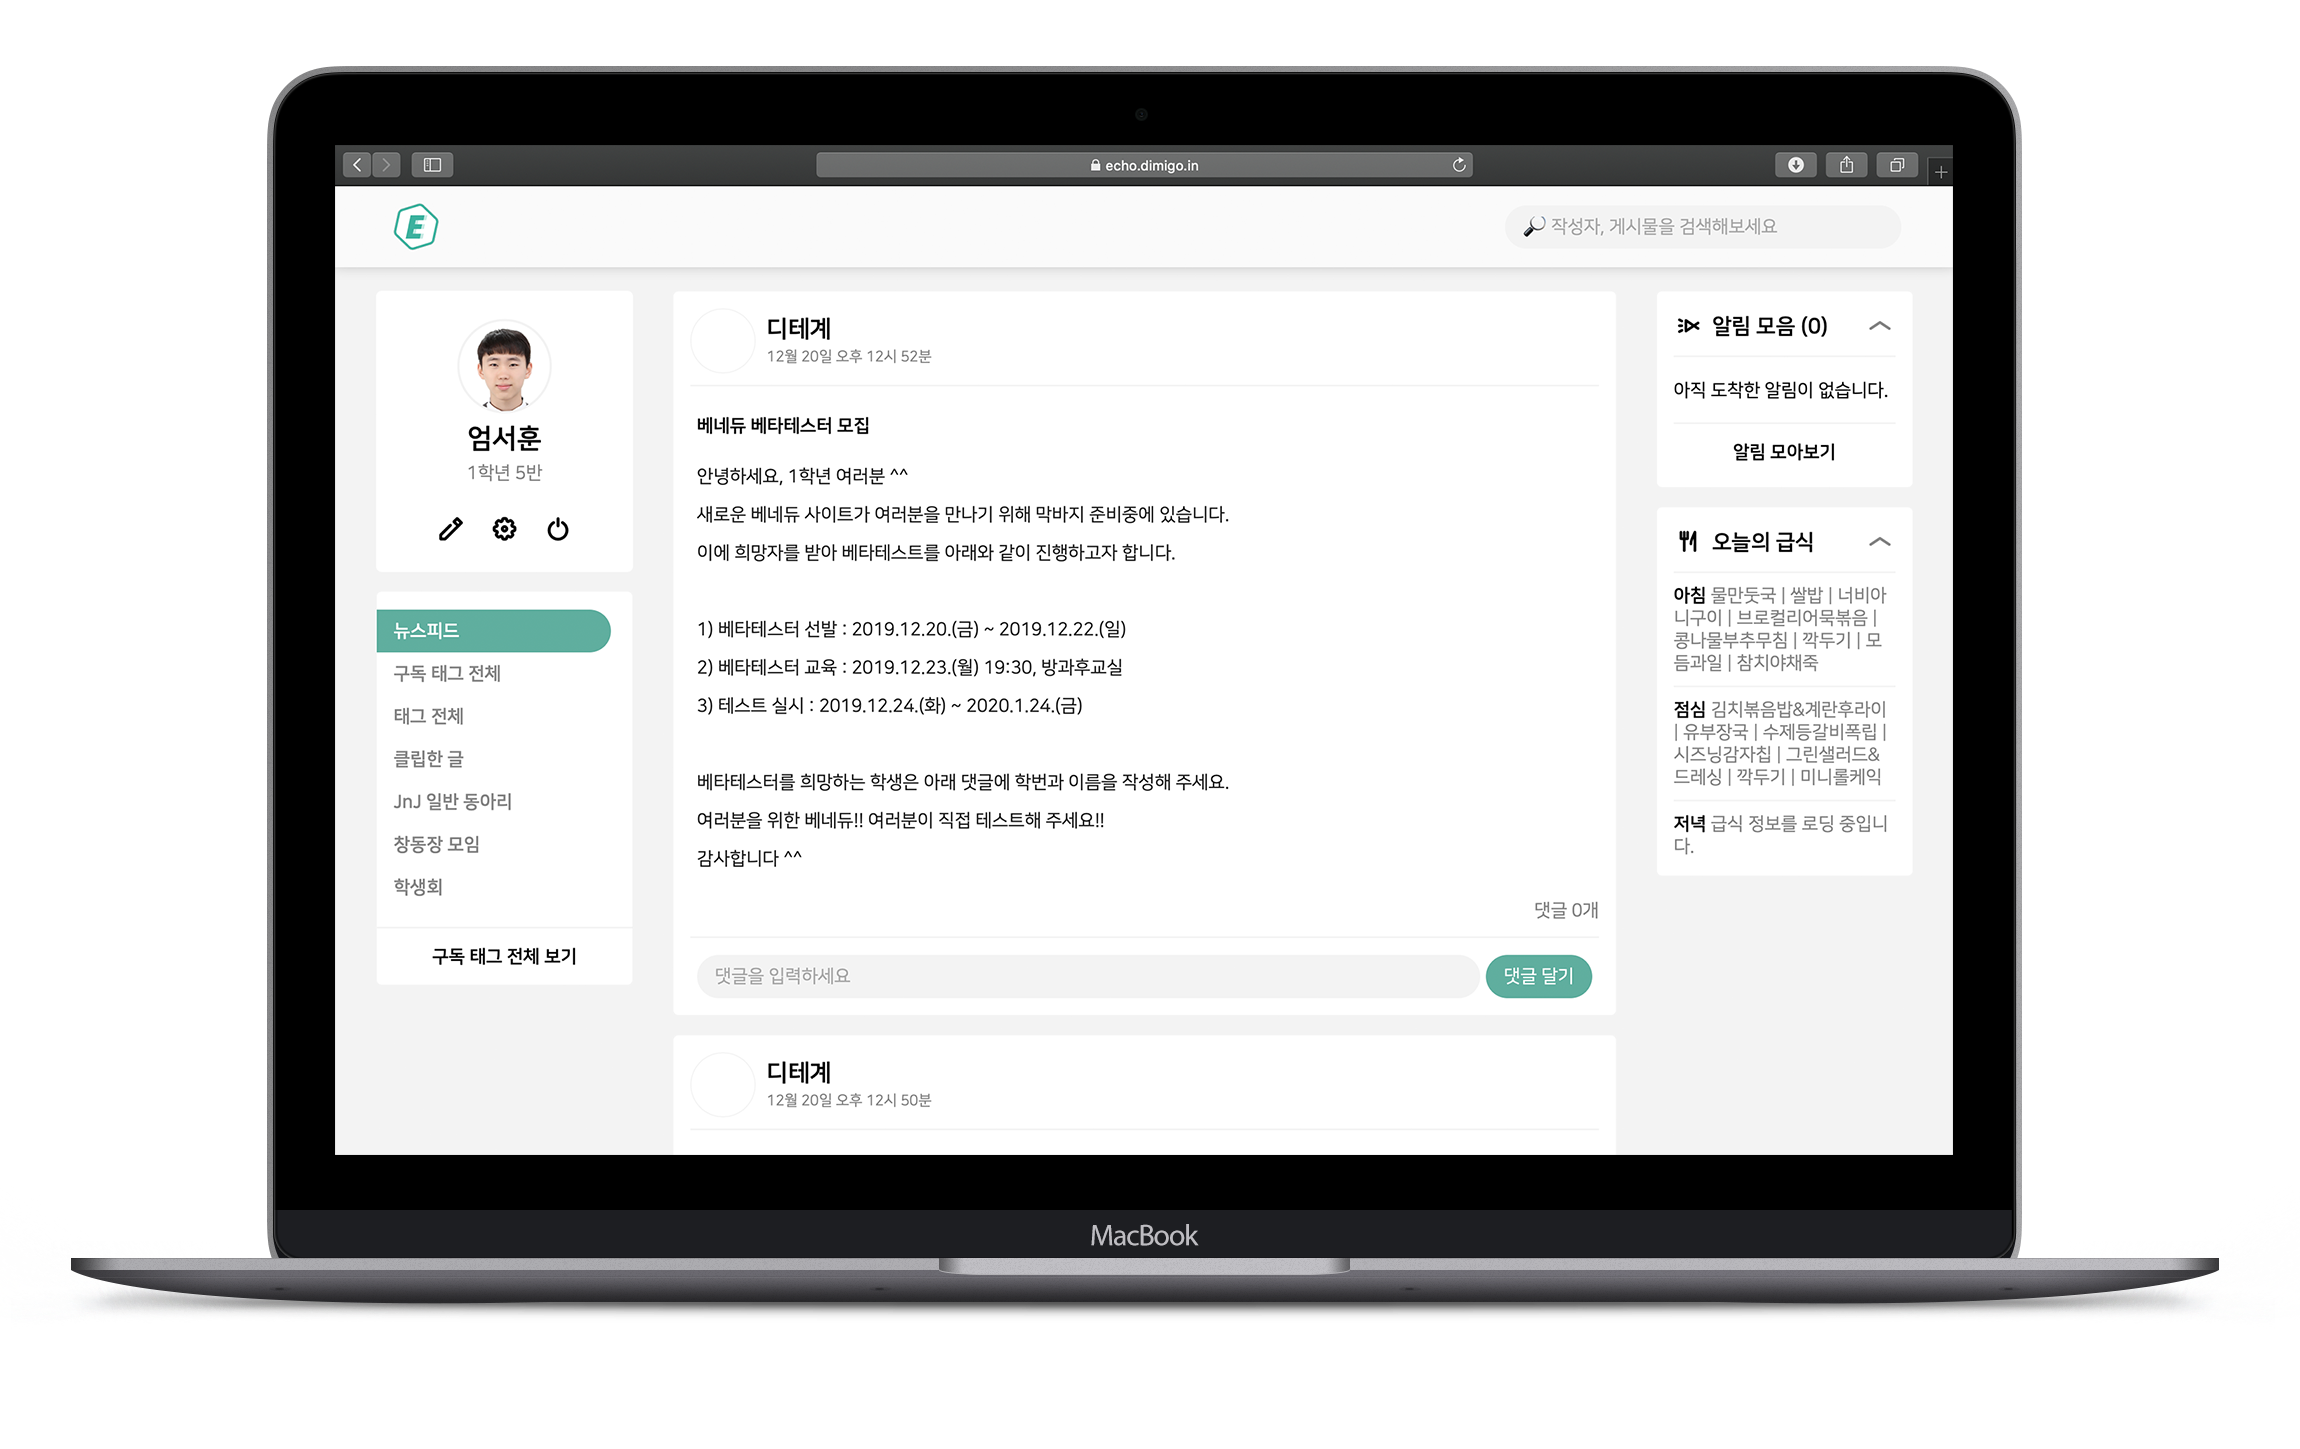 echo.dimigo.in
E
작성자, 게시물을 검색해보세요
엄서훈
1학년 5반
뉴스피드
구독 태그 전체
태그 전체
클립한 글
JnJ 일반 동아리
창동장 모임
학생회
구독 태그 전체 보기
디테계
12월 20일 오후 12시 52분
베네듀 베타테스터 모집
안녕하세요, 1학년 여러분 ^^
새로운 베네듀 사이트가 여러분을 만나기 위해 막바지 준비중에 있습니다.
이에 희망자를 받아 베타테스트를 아래와 같이 진행하고자 합니다.
1) 베타테스터 선발 : 2019.12.20.(금) ~ 2019.12.22.(일)
2) 베타테스터 교육 : 2019.12.23.(월) 19:30, 방과후교실
3) 테스트 실시 : 2019.12.24.(화) ~ 2020.1.24.(금)
베타테스터를 희망하는 학생은 아래 댓글에 학번과 이름을 작성해 주세요.
여러분을 위한 베네듀!! 여러분이 직접 테스트해 주세요!!
감사합니다 ^^
댓글 0개
댓글을 입력하세요
댓글 달기
디테계
12월 20일 오후 12시 50분
알림 모음 (0)
아직 도착한 알림이 없습니다.
알림 모아보기
오늘의 급식
아침 물만둣국 | 쌀밥 | 너비아
니구이 | 브로컬리어묵볶음 |
콩나물부추무침 | 깍두기 | 모
듬과일 | 참치야채죽
점심 김치볶음밥&계란후라이
| 유부장국 | 수제등갈비폭립 |
시즈닝감자칩 | 그린샐러드&
드레싱 | 깍두기 | 미니롤케익
저녁 급식 정보를 로딩 중입니
다.
MacBook